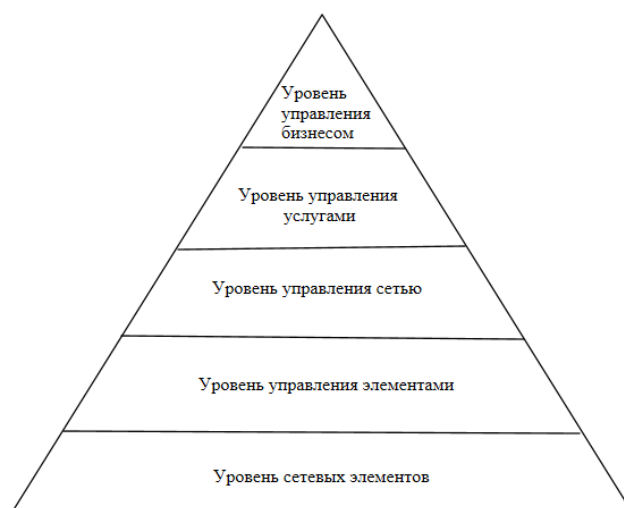 Уровень
управления
бизнесом
Уровень управления
услугами
Уровень управления сетью
Уровень управления элементами
Уровень сетевых элементов